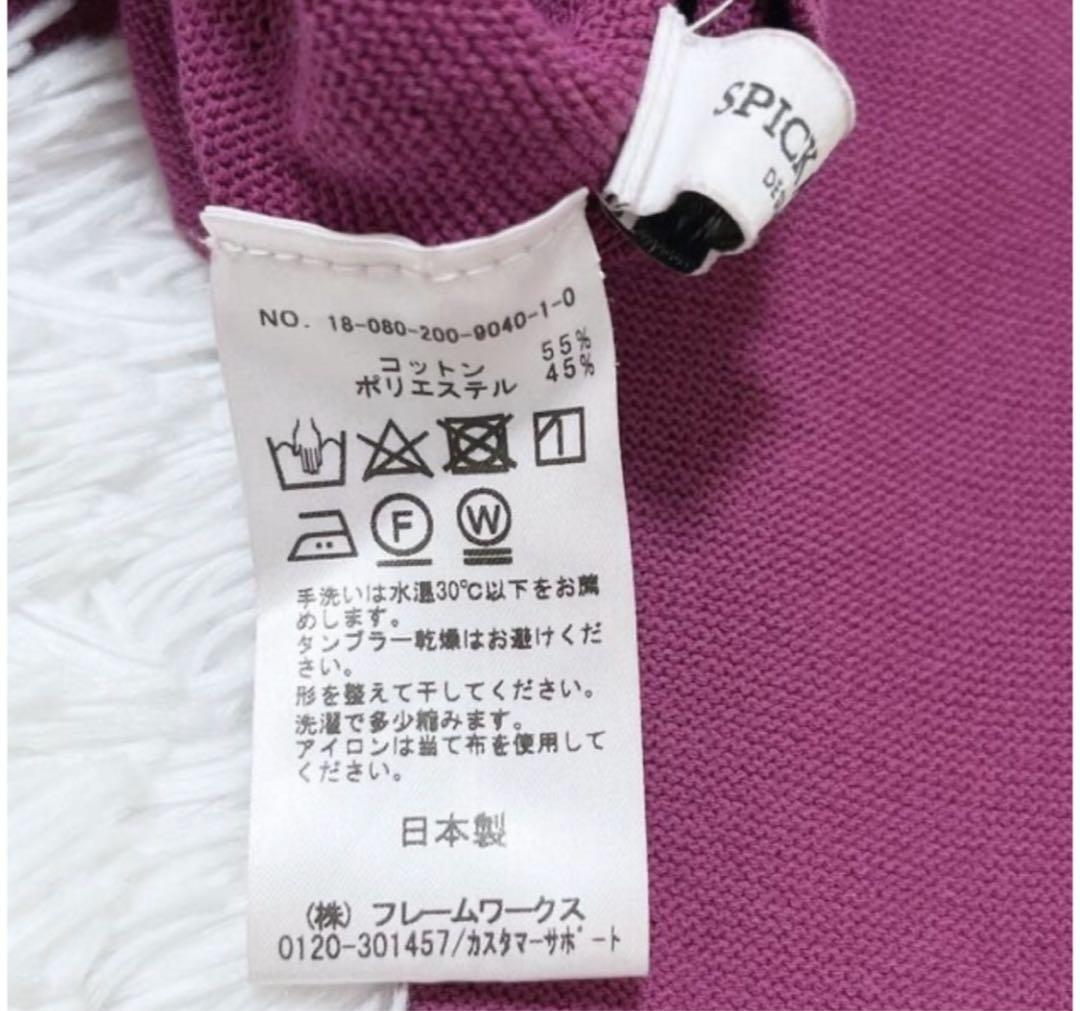 SPICK
NO. 18-080-200-9040-1-0
コットン 55%
ポリエステル 45%
F W
手洗いは水温30℃以下をお薦
めします。
タンブラー乾燥はお避けくだ
さい。
形を整えて干してください。
洗濯で多少縮みます。
アイロンは当て布を使用して
ください。
日本製
(株) フレームワークス
0120-301457/カスタマーサポート